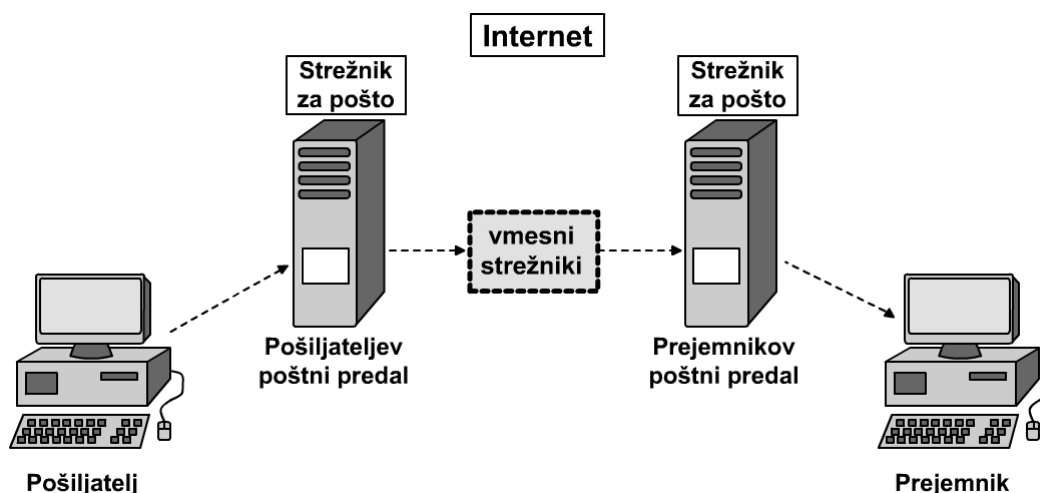 Internet
Strežnik
za pošto
Strežnik
za pošto
vmesni
strežniki
Pošiljateljev
poštni predal
Prejemnikov
poštni predal
Pošiljatelj
Prejemnik